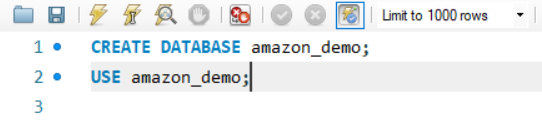 Limit to 1000 rows
1 CREATE DATABASE amazon_demo;
2 USE amazon_demo;
3